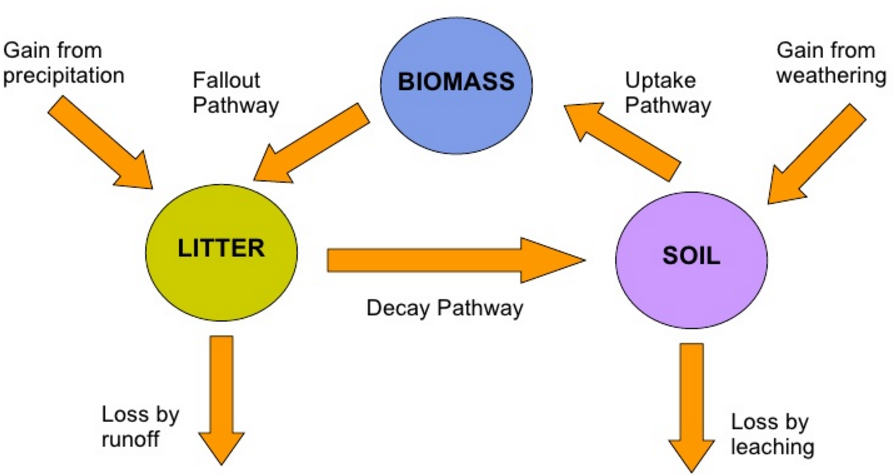 Gain from
precipitation
Fallout
Pathway
BIOMASS
Uptake
Pathway
Gain from
weathering
LITTER
Decay Pathway
SOIL
Loss by
runoff
Loss by
leaching